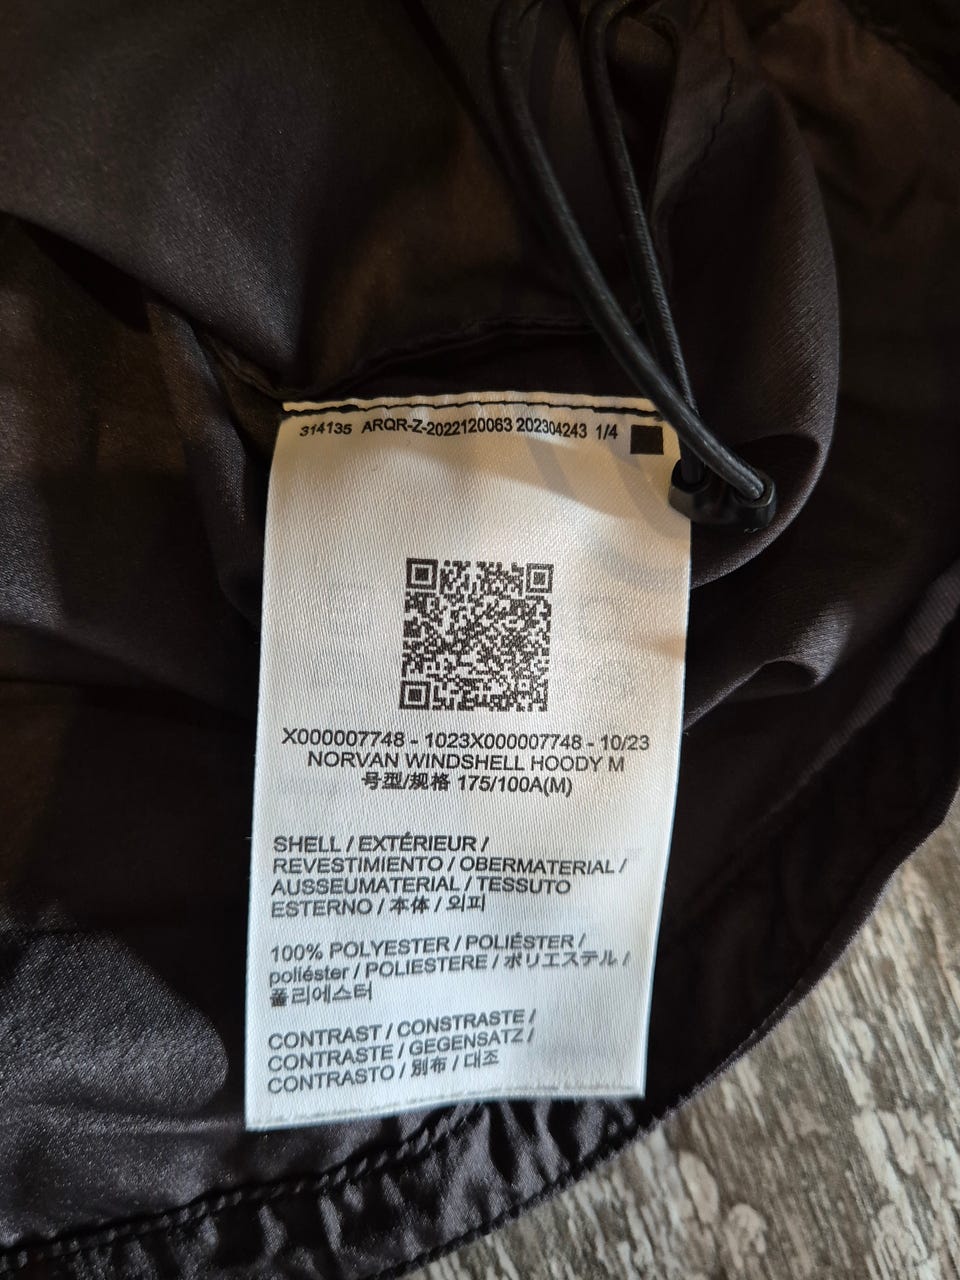 314135 ARQR-Z-2022120063 202304243 1/4
X000007748 - 1023X000007748 - 10/23
NORVAN WINDSHELL HOODY M
号型/规格 175/100A(M)
SHELL / EXTÉRIEUR /
REVESTIMIENTO / OBERMATERIAL /
AUSSEUMATERIAL / TESSUTO
ESTERNO / 本体 / 외피
100% POLYESTER / POLIÉSTER /
poliéster / POLIESTERE / ポリエステル /
폴리에스터
CONTRAST / CONSTRASTE /
CONTRASTE / GEGENSATZ /
CONTRASTO / 別布 / 대조